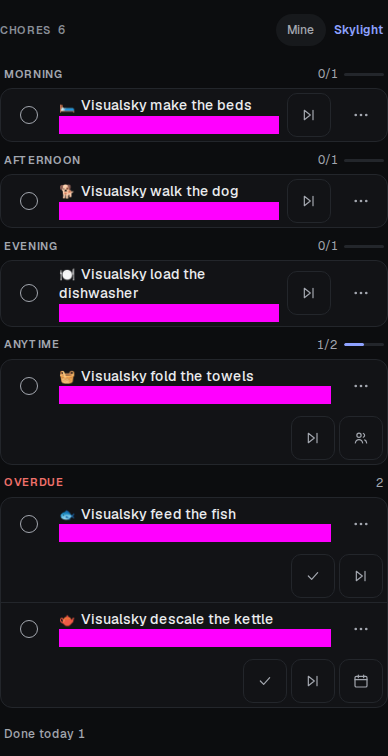 CHORES 6
Mine
Skylight
MORNING
0/1
Visualsky make the beds
AFTERNOON
0/1
Visualsky walk the dog
EVENING
0/1
Visualsky load the
dishwasher
ANYTIME
1/2
Visualsky fold the towels
OVERDUE
2
Visualsky feed the fish
Visualsky descale the kettle
Done today 1